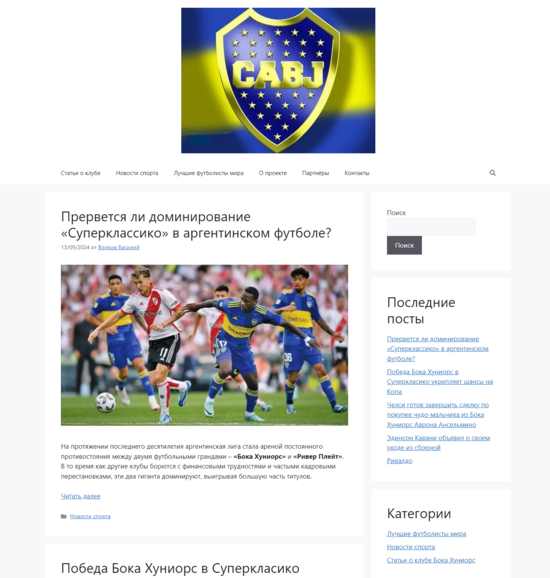 CABJ
Статьи о клубе
Новости спорта
Лучшие футболисты мира
О проекте
Партнёры
Контакты
Прервется ли доминирование
«Суперклассико» в аргентинском футболе?
13/09/2024 от Волков Василий
11
36
На протяжении последнего десятилетия аргентинская лига стала ареной постоянного
противостояния между двумя футбольными грандами – «Бока Хуниорс» и «Ривер Плейт».
В то время как другие клубы борются с финансовыми трудностями и частыми кадровыми
перестановками, эти два гиганта доминируют, выигрывая большую часть титулов.
Читать далее
Новости спорта
Победа Бока Хуниорс в Суперкласико
Поиск
Поиск
Последние
посты
Прервется ли доминирование
«Суперклассико» в аргентинском
футболе?
Победа Бока Хуниорс в
Суперкласико укрепляет шансы на
Копа
Челси готов завершить сделку по
покупке чудо-мальчика из Бока
Хуниорс Аарона Ансельмино
Эдинсон Кавани объявил о своем
уходе из сборной
Ривалдо
Категории
Лучшие футболисты мира
Новости спорта
Статьи о клубе Бока Хуниорс